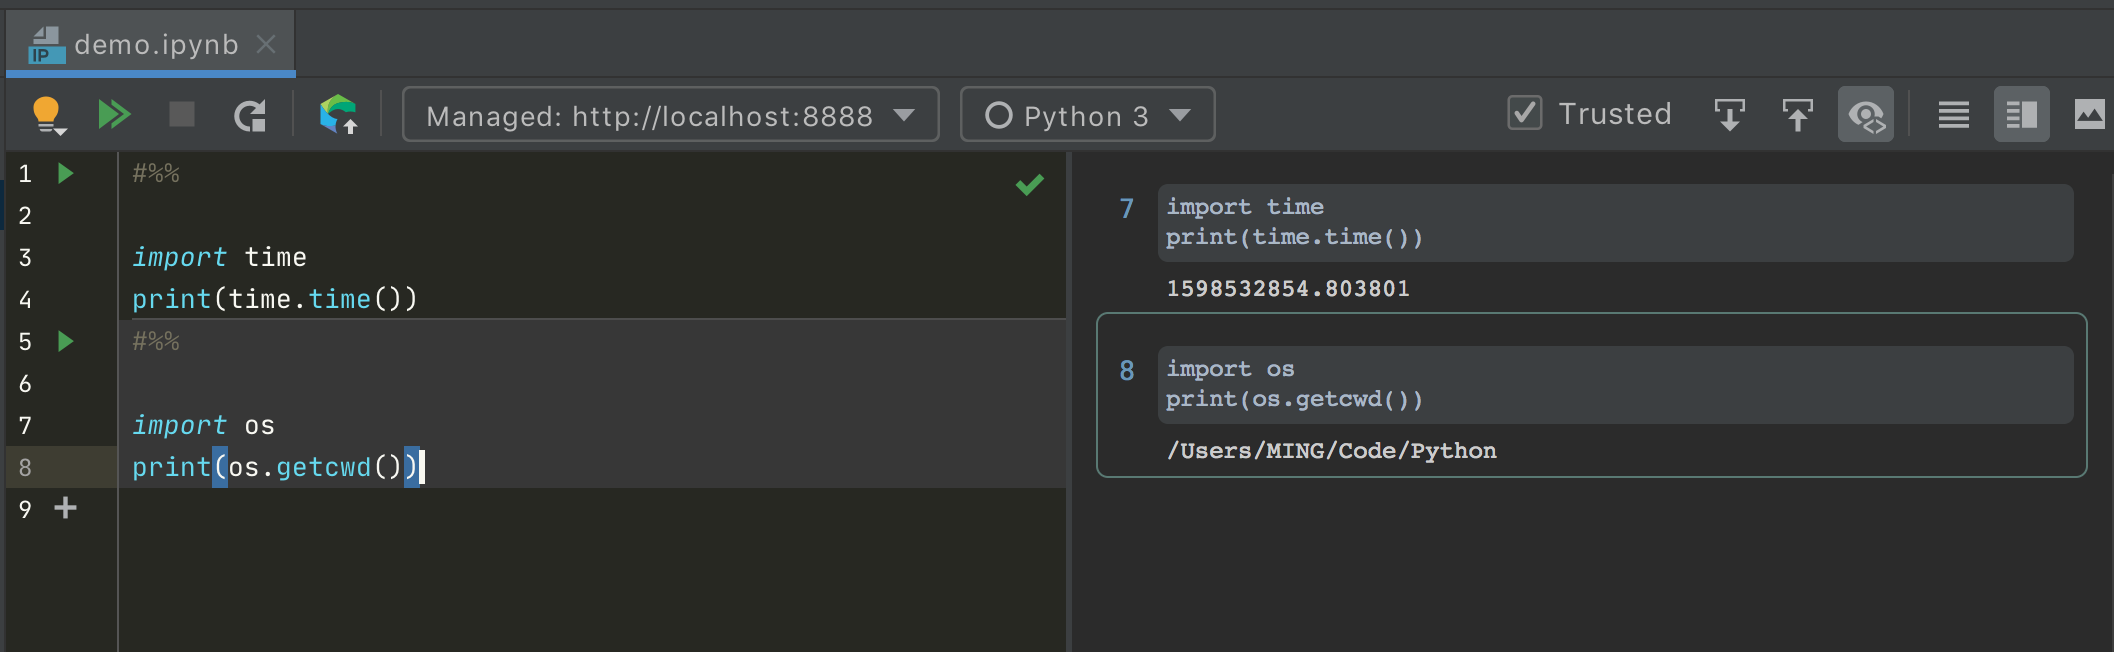 IP demo.ipynb
Managed: http://localhost:8888
Python 3
Trusted
1 #%%
2
3 import time
4 print(time.time())
5 #%%
6
7 import os
8 print(os.getcwd())
9
7 import time
print(time.time())
1598532854.803801
8 import os
print(os.getcwd())
/Users/MING/Code/Python